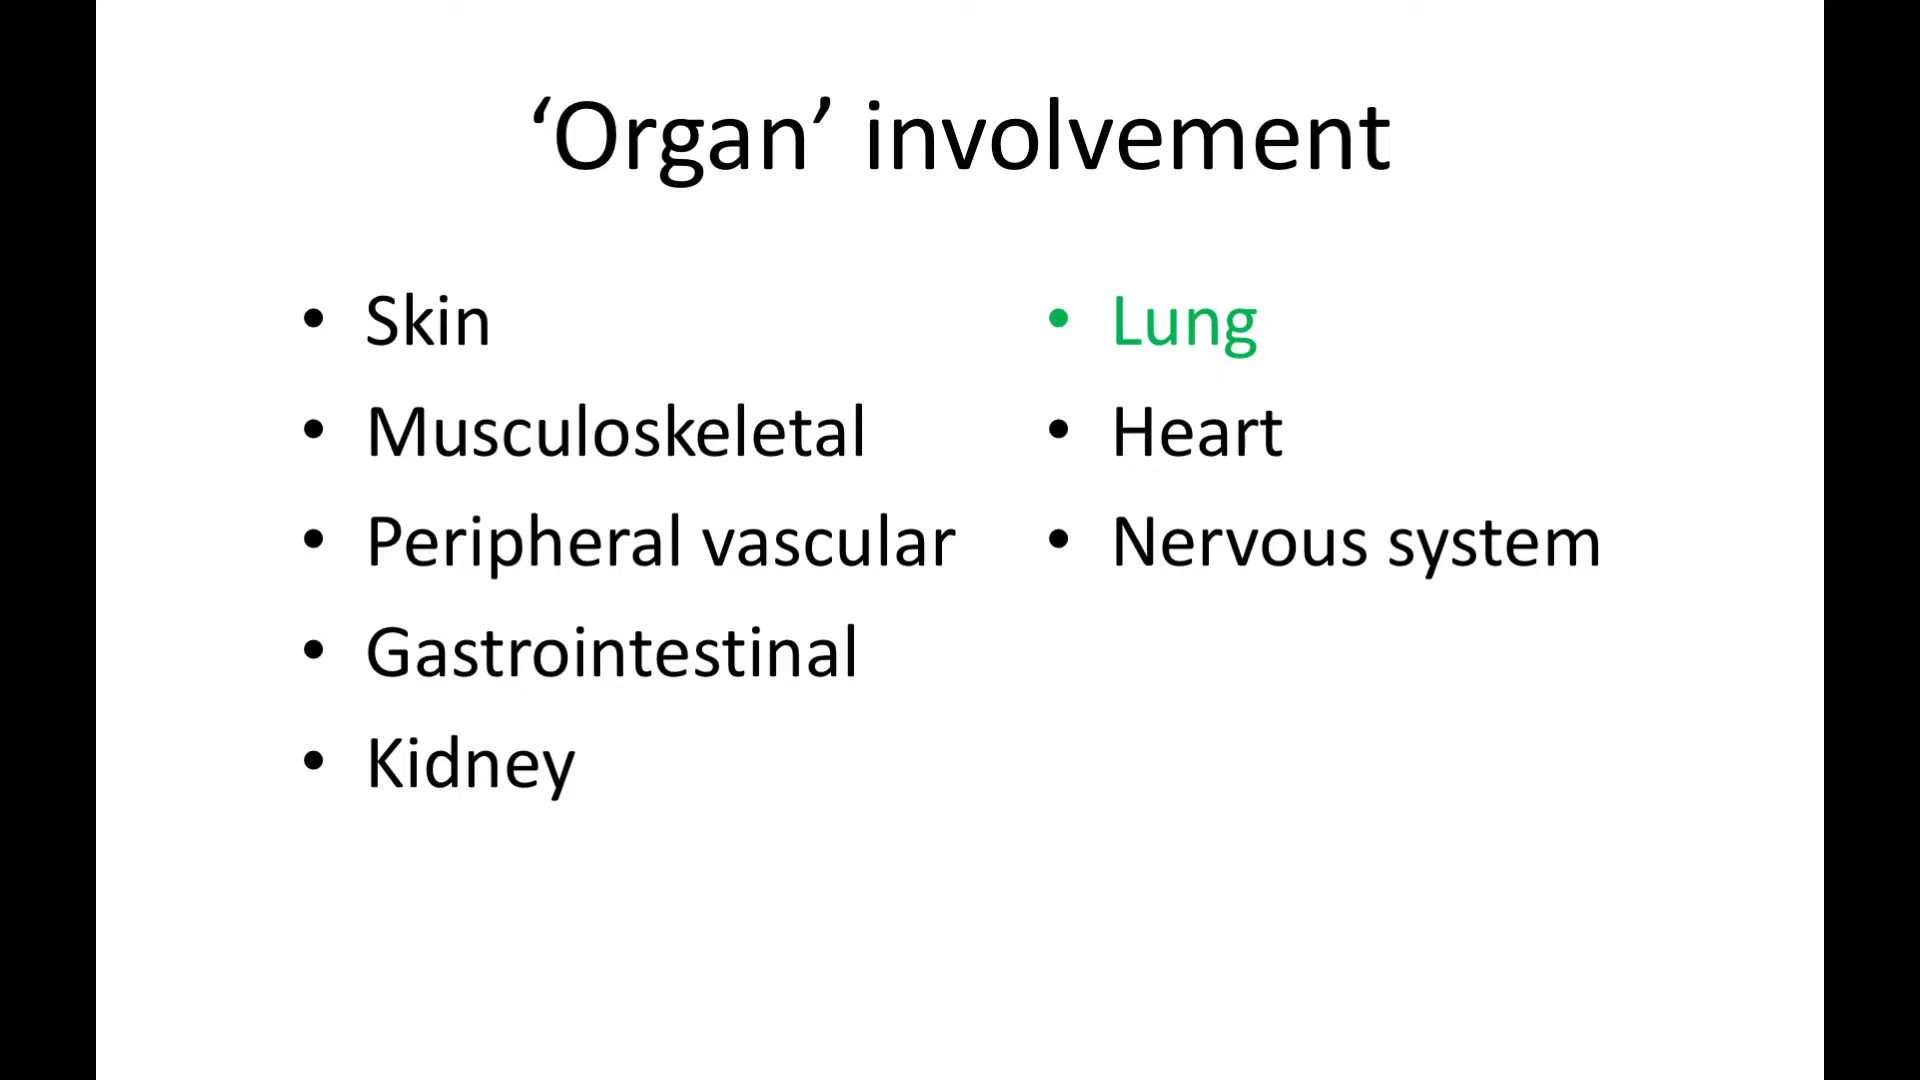 ‘Organ’ involvement
• Skin
• Musculoskeletal
• Peripheral vascular
• Gastrointestinal
• Kidney
• Lung
• Heart
• Nervous system